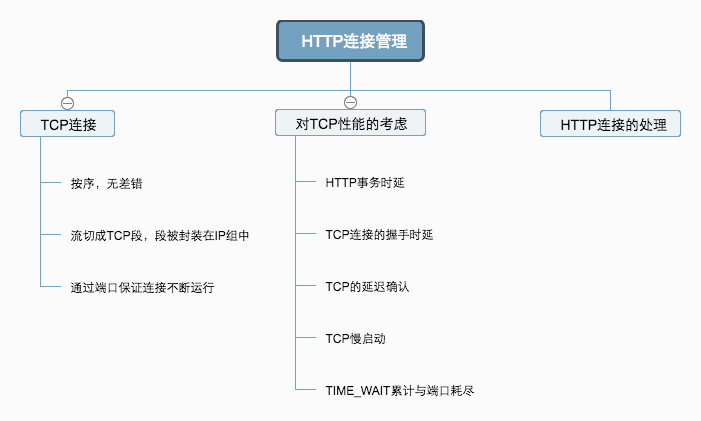 HTTP连接管理
TCP连接
对TCP性能的考虑
HTTP连接的处理
按序，无差错
流切成TCP段，段被封装在IP组中
通过端口保证连接不断运行
HTTP事务时延
TCP连接的握手时延
TCP的延迟确认
TCP慢启动
TIME_WAIT累计与端口耗尽